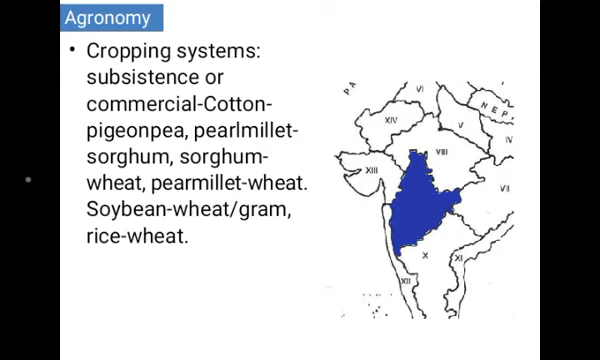 Agronomy
• Cropping systems:
subsistence or
commercial-Cotton-
pigeonpea, pearlmillet-
sorghum, sorghum-
wheat, pearmillet-wheat.
Soybean-wheat/gram,
rice-wheat.
PA
VI
NEP
XIV
V
IV
VIII
XIII
VII
X
XI
XII